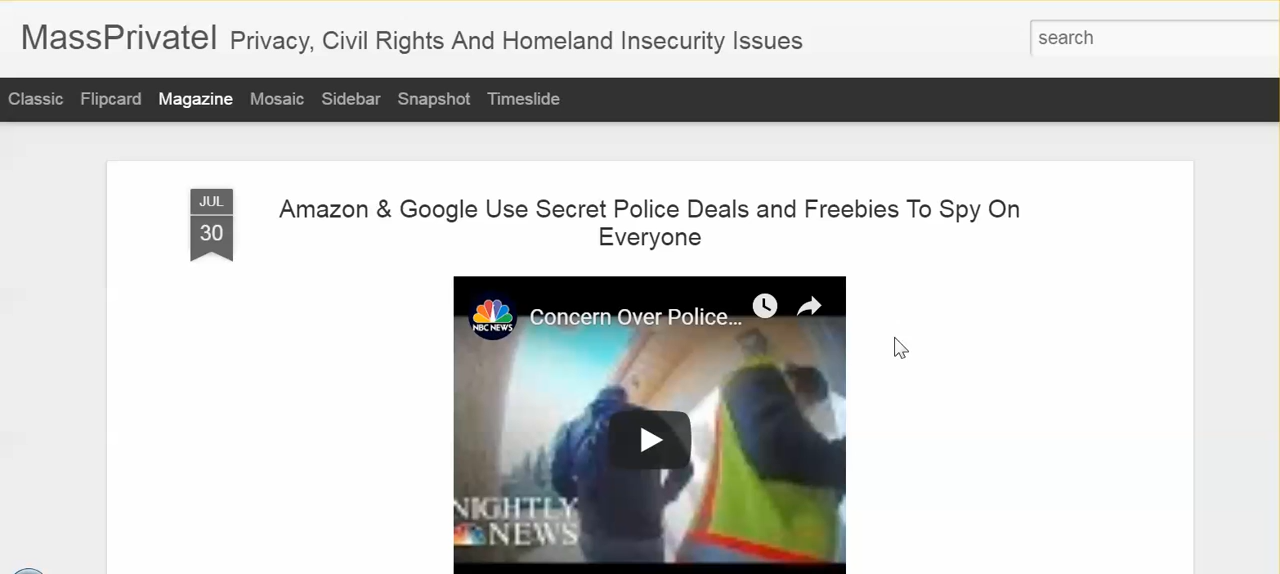 MassPrivateI Privacy, Civil Rights And Homeland Insecurity Issues
search
Classic Flipcard Magazine Mosaic Sidebar Snapshot Timeslide
JUL
30
Amazon & Google Use Secret Police Deals and Freebies To Spy On
Everyone
NBC NEWS
Concern Over Police...
NIGHTLY
NEWS